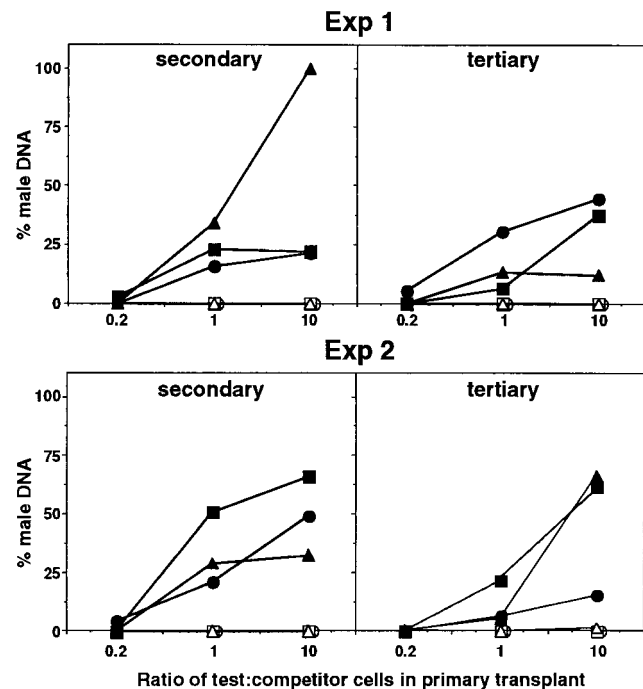 Exp 1
secondary
tertiary
% male DNA
100
75
50
25
0
0.2 1 10
0.2 1 10
Exp 2
secondary
tertiary
% male DNA
100
75
50
25
0
0.2 1 10
0.2 1 10
Ratio of test:competitor cells in primary transplant